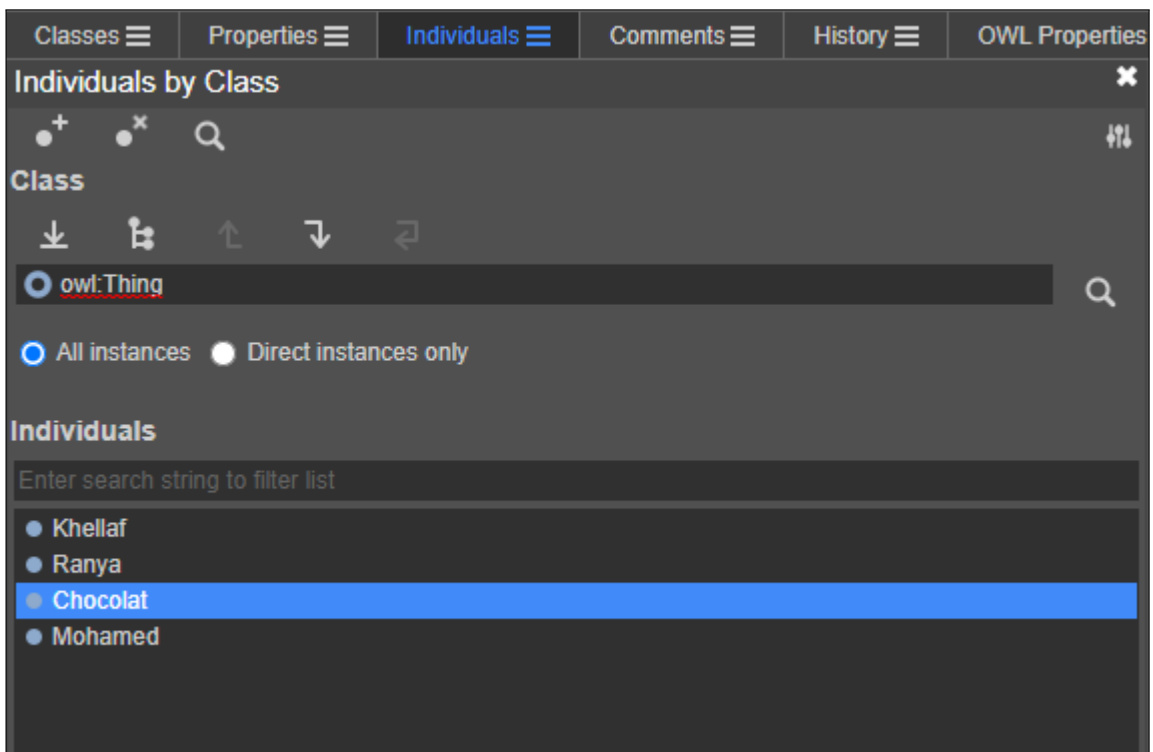 Classes Properties Individuals Comments History OWL Properties
Individuals by Class
Class
owl:Thing
All instances Direct instances only
Individuals
Enter search string to filter list
Khellaf
Ranya
Chocolat
Mohamed